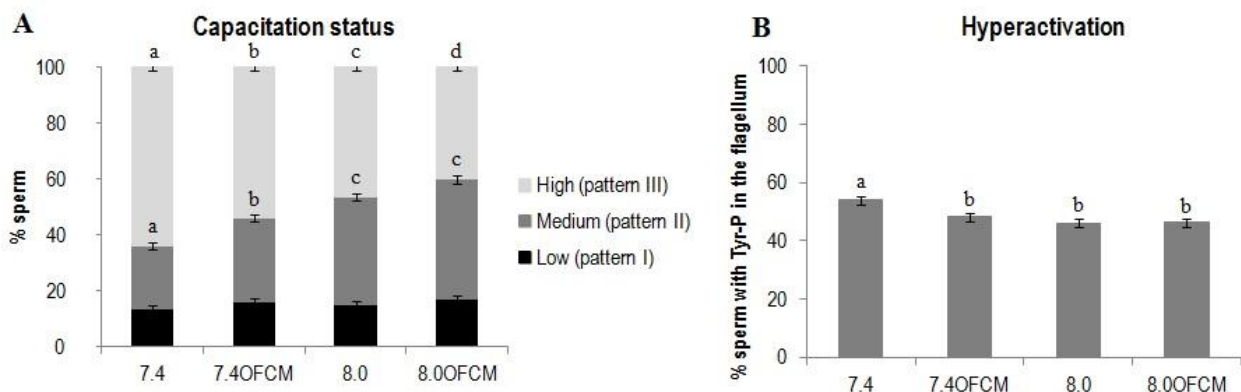 A
Capacitation status
% sperm
100
80
60
40
20
0
a b c d
a b c c
7.4 7.4OFCM 8.0 8.0OFCM
High (pattern III)
Medium (pattern II)
Low (pattern I)
B
Hyperactivation
% sperm with Tyr-P in the flagellum
100
80
60
40
20
0
a b b b
7.4 7.4OFCM 8.0 8.0OFCM